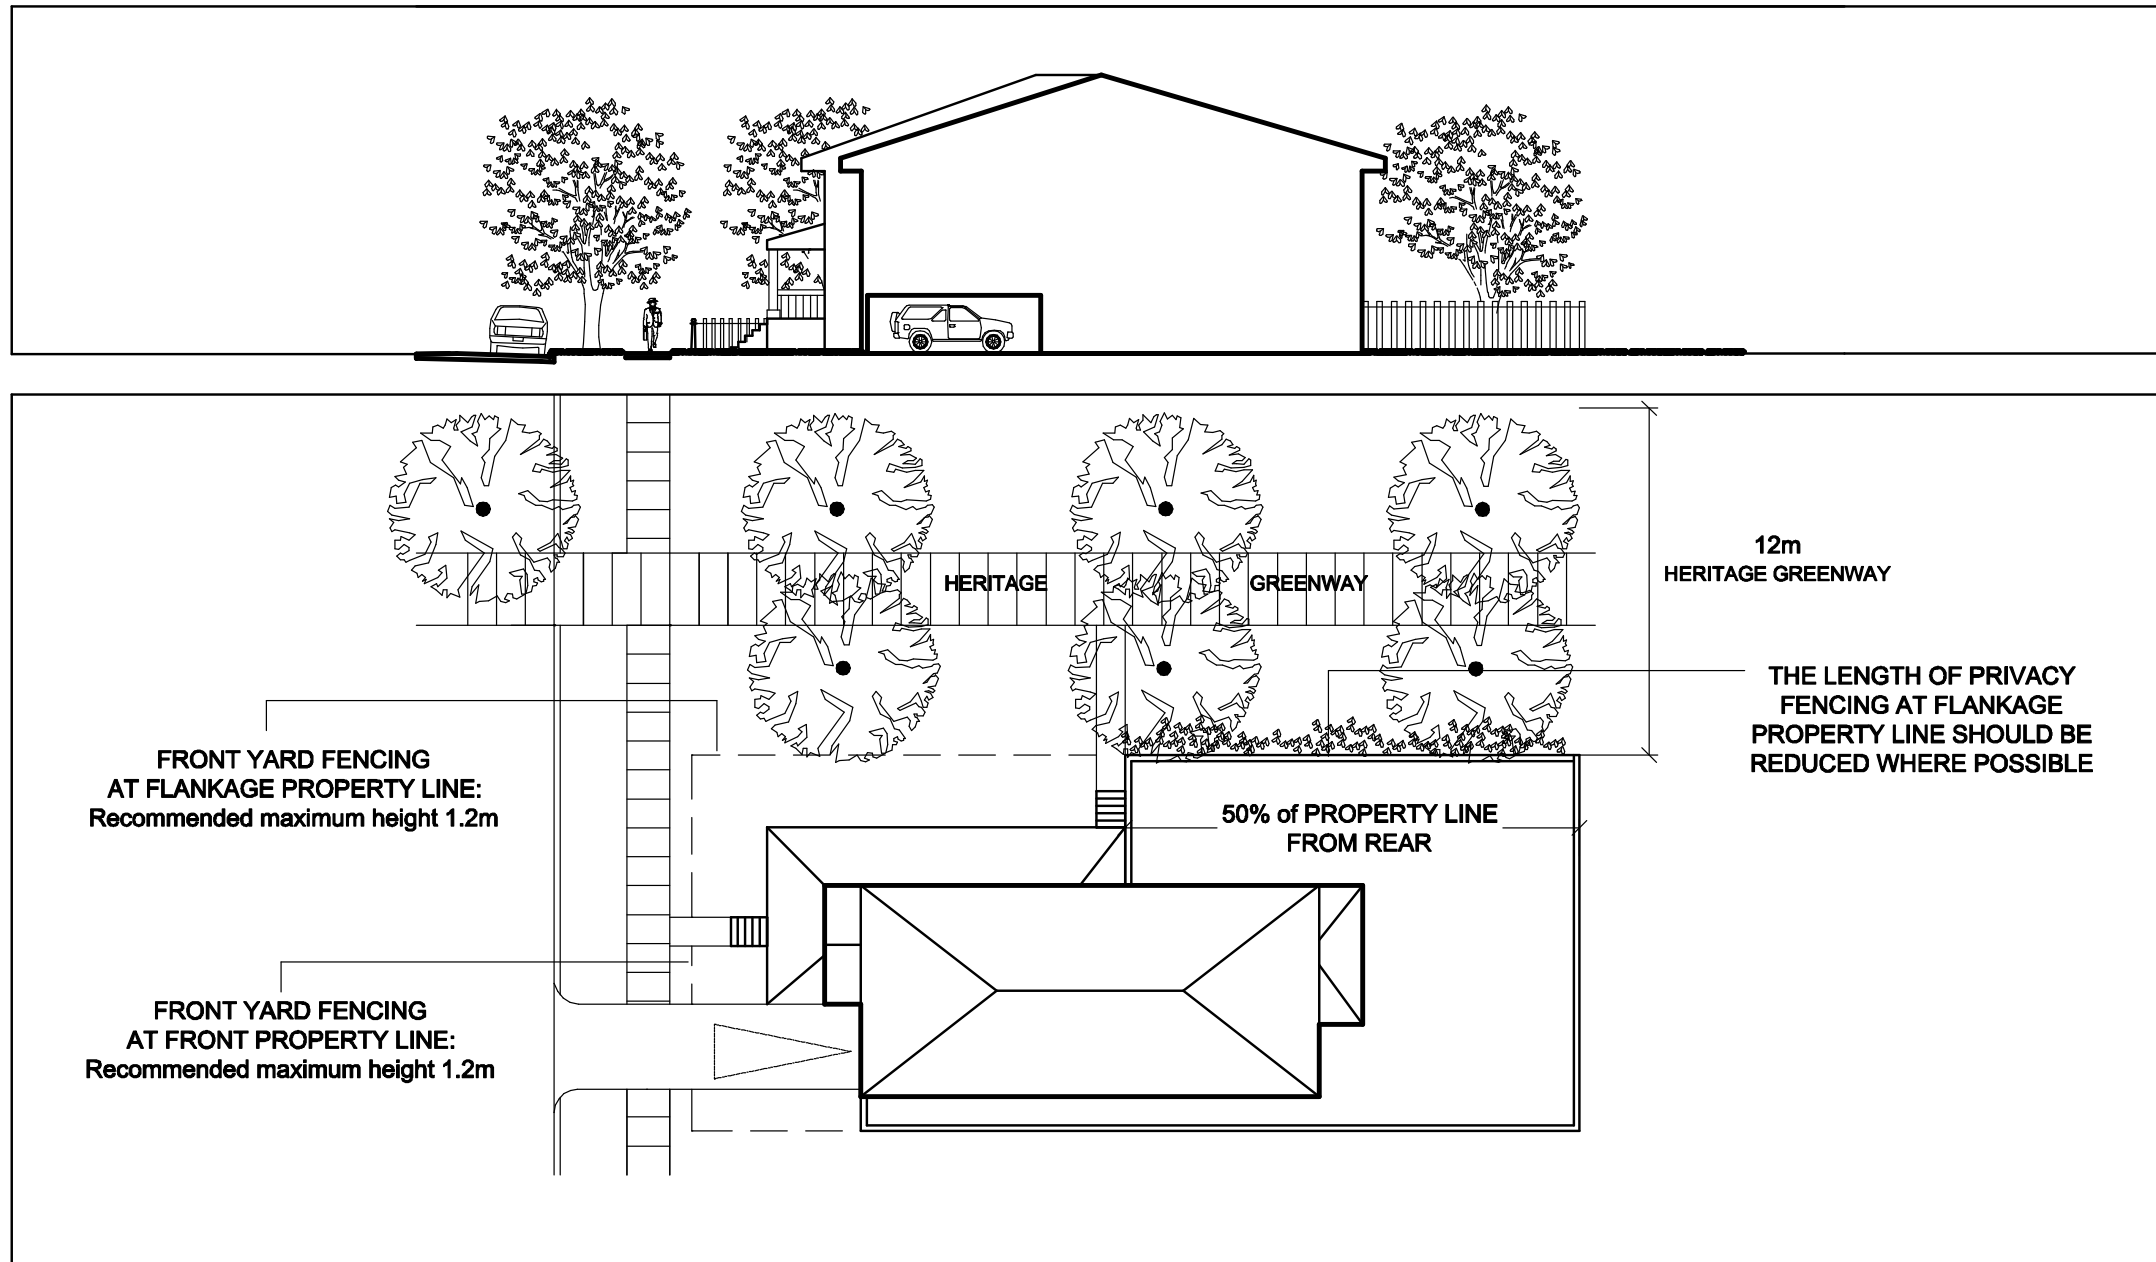 HERITAGE GREENWAY
12m
HERITAGE GREENWAY
THE LENGTH OF PRIVACY
FENCING AT FLANKAGE
PROPERTY LINE SHOULD BE
REDUCED WHERE POSSIBLE
FRONT YARD FENCING
AT FLANKAGE PROPERTY LINE:
Recommended maximum height 1.2m
50% of PROPERTY LINE
FROM REAR
FRONT YARD FENCING
AT FRONT PROPERTY LINE:
Recommended maximum height 1.2m